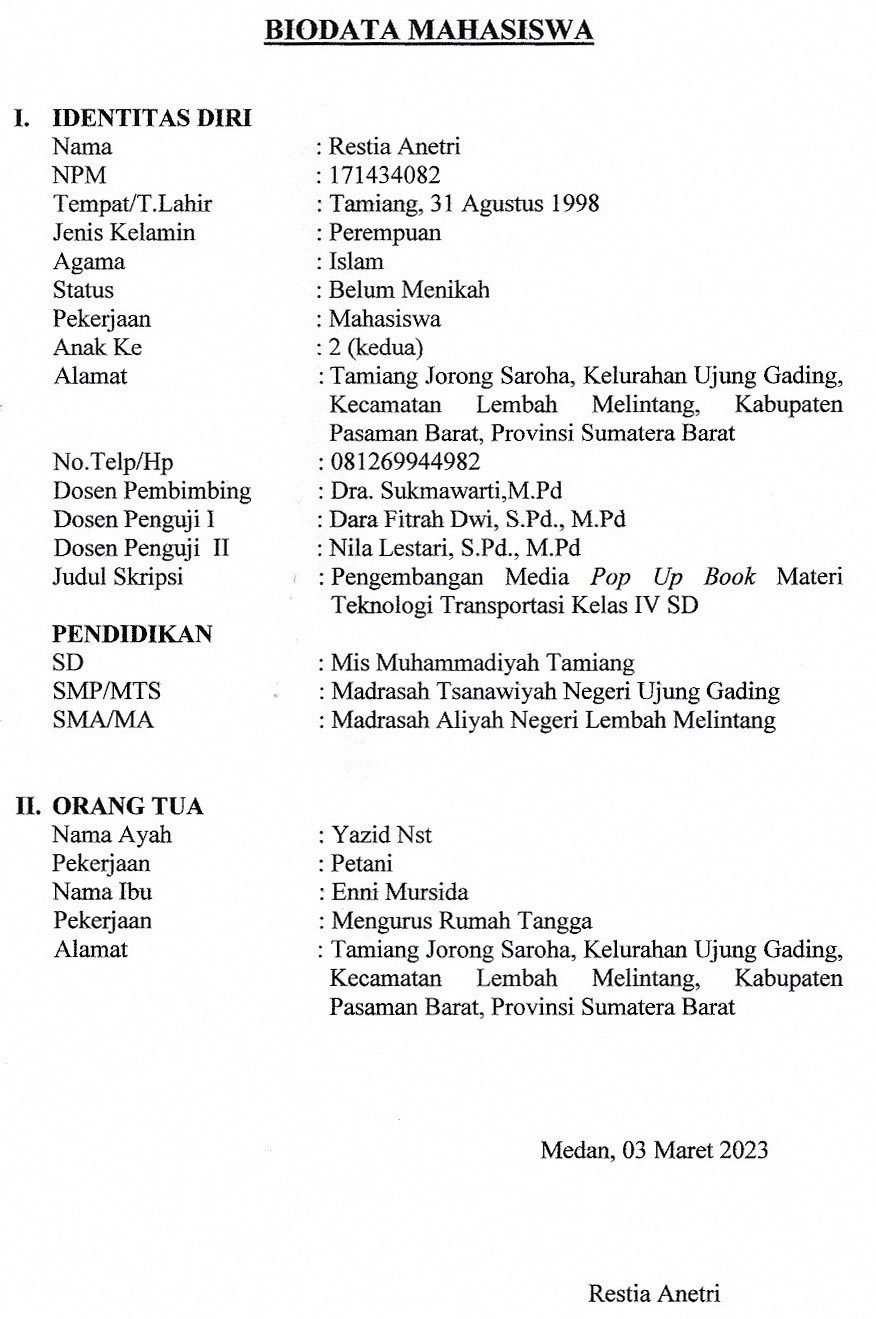 BIODATA MAHASISWA
I. IDENTITAS DIRI
Nama : Restia Anetri
NPM : 171434082
Tempat/T.Lahir : Tamiang, 31 Agustus 1998
Jenis Kelamin : Perempuan
Agama : Islam
Status : Belum Menikah
Pekerjaan : Mahasiswa
Anak Ke : 2 (kedua)
Alamat : Tamiang Jorong Saroha, Kelurahan Ujung Gading,
Kecamatan Lembah Melintang, Kabupaten
Pasaman Barat, Provinsi Sumatera Barat
No.Telp/Hp : 081269944982
Dosen Pembimbing : Dra. Sukmawarti,M.Pd
Dosen Penguji I : Dara Fitrah Dwi, S.Pd., M.Pd
Dosen Penguji II : Nila Lestari, S.Pd., M.Pd
Judul Skripsi : Pengembangan Media Pop Up Book Materi
Teknologi Transportasi Kelas IV SD
PENDIDIKAN
SD : Mis Muhammadiyah Tamiang
SMP/MTS : Madrasah Tsanawiyah Negeri Ujung Gading
SMA/MA : Madrasah Aliyah Negeri Lembah Melintang
II. ORANG TUA
Nama Ayah : Yazid Nst
Pekerjaan : Petani
Nama Ibu : Enni Mursida
Pekerjaan : Mengurus Rumah Tangga
Alamat : Tamiang Jorong Saroha, Kelurahan Ujung Gading,
Kecamatan Lembah Melintang, Kabupaten
Pasaman Barat, Provinsi Sumatera Barat
Medan, 03 Maret 2023
Restia Anetri